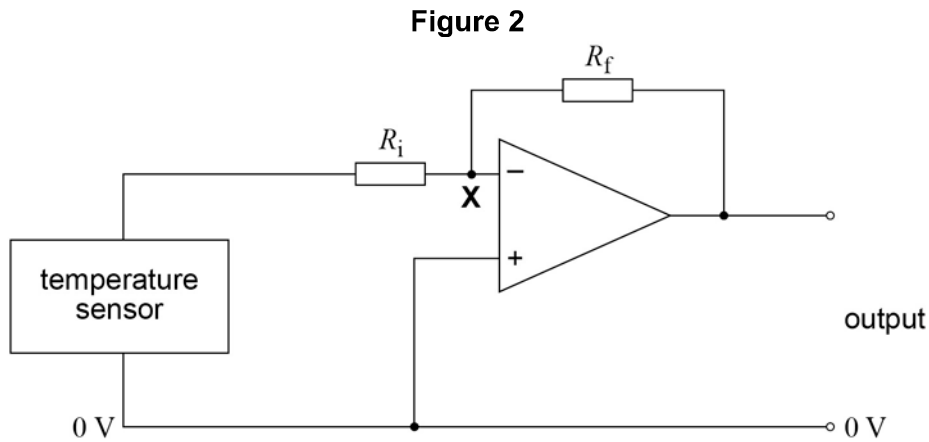 Figure 2
R_f
R_i
X
−
+
temperature
sensor
output
0 V
0 V